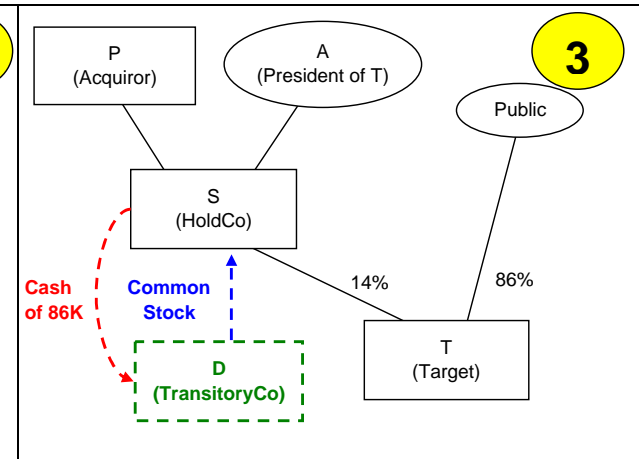 P
(Acquiror)
A
(President of T)
3
Public
S
(HoldCo)
Cash
of 86K
Common
Stock
14%
86%
D
(TransitoryCo)
T
(Target)